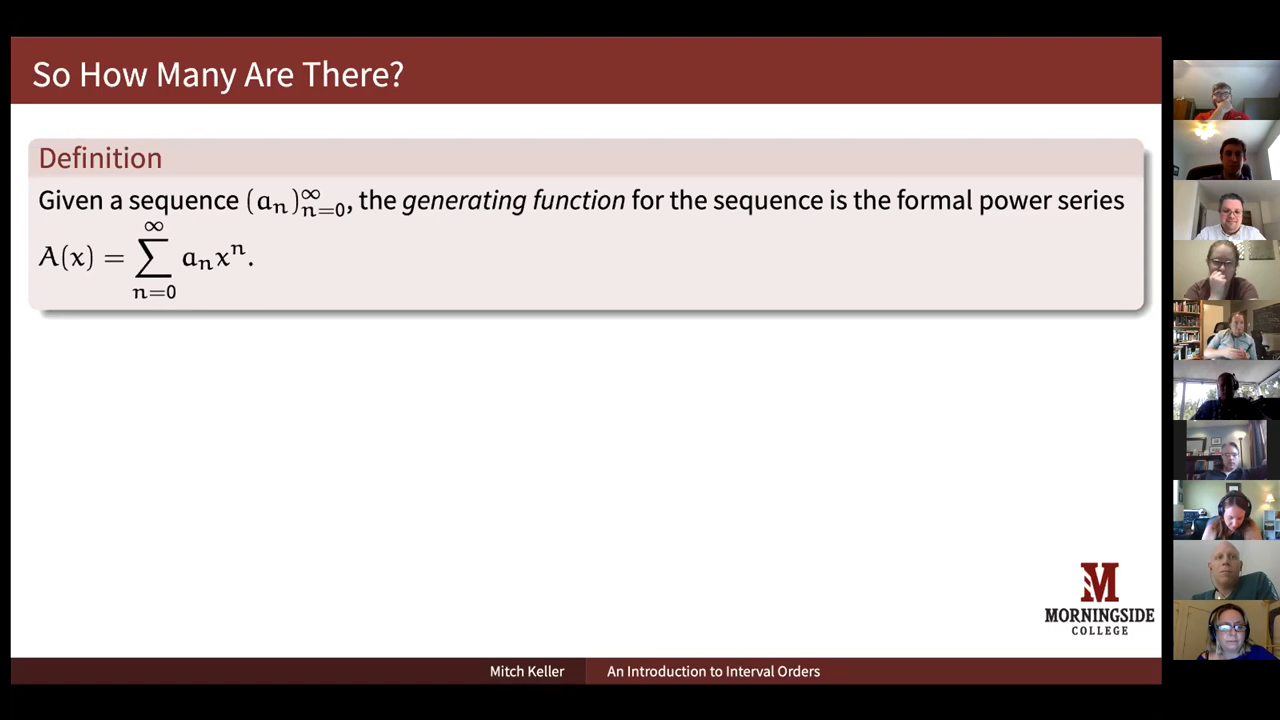 So How Many Are There?
Definition
Given a sequence (aₙ)∞ₙ₌₀, the generating function for the sequence is the formal power series
A(x) = ∑∞ₙ₌₀ aₙxⁿ.
M
MORNINGSIDE
COLLEGE
Mitch Keller An Introduction to Interval Orders